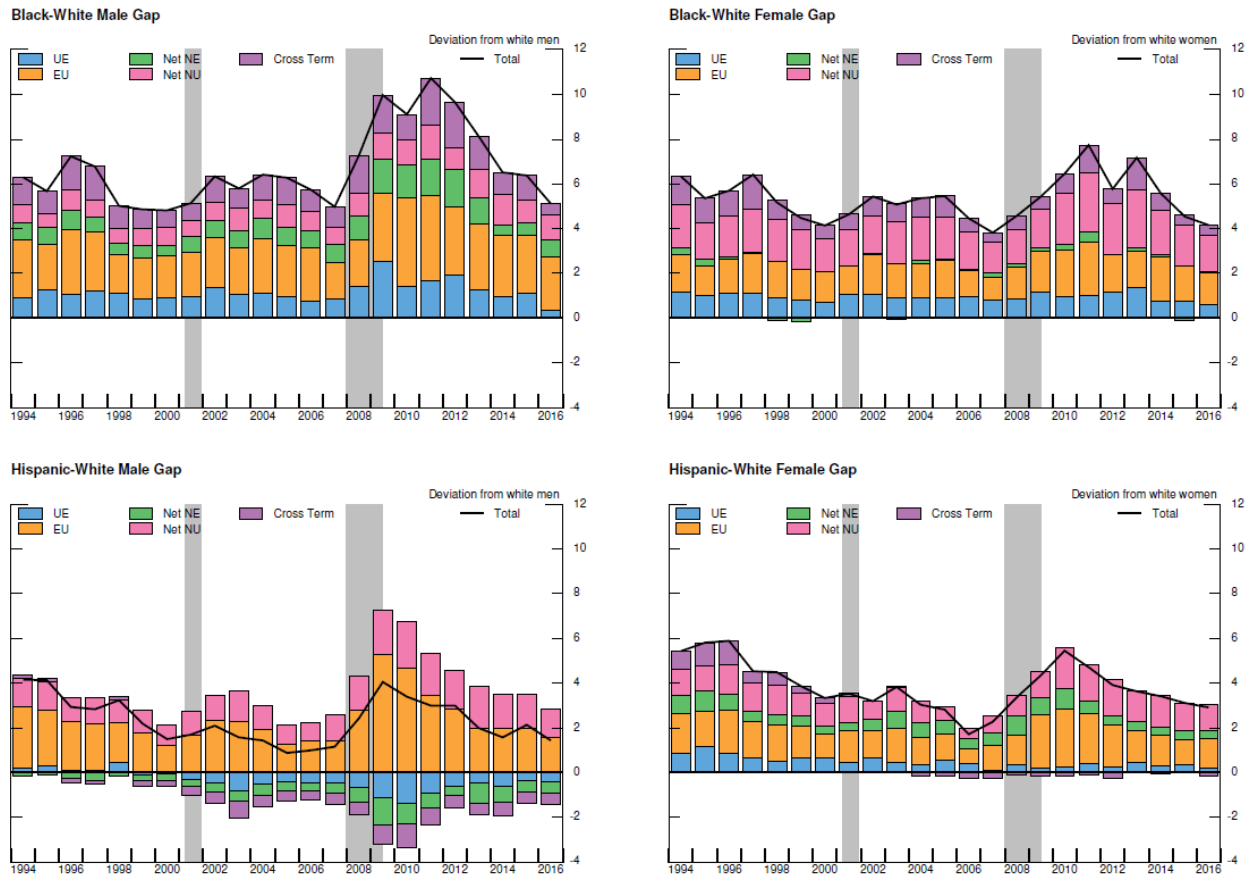 Black-White Male Gap
Deviation from white men
UE
Net NE
Cross Term
Total
EU
Net NU
12
10
8
6
4
2
0
-2
-4
1994 1996 1998 2000 2002 2004 2006 2008 2010 2012 2014 2016
Black-White Female Gap
Deviation from white women
UE
Net NE
Cross Term
Total
EU
Net NU
12
10
8
6
4
2
0
-2
-4
1994 1996 1998 2000 2002 2004 2006 2008 2010 2012 2014 2016
Hispanic-White Male Gap
Deviation from white men
UE
Net NE
Cross Term
Total
EU
Net NU
12
10
8
6
4
2
0
-2
-4
1994 1996 1998 2000 2002 2004 2006 2008 2010 2012 2014 2016
Hispanic-White Female Gap
Deviation from white women
UE
Net NE
Cross Term
Total
EU
Net NU
12
10
8
6
4
2
0
-2
-4
1994 1996 1998 2000 2002 2004 2006 2008 2010 2012 2014 2016